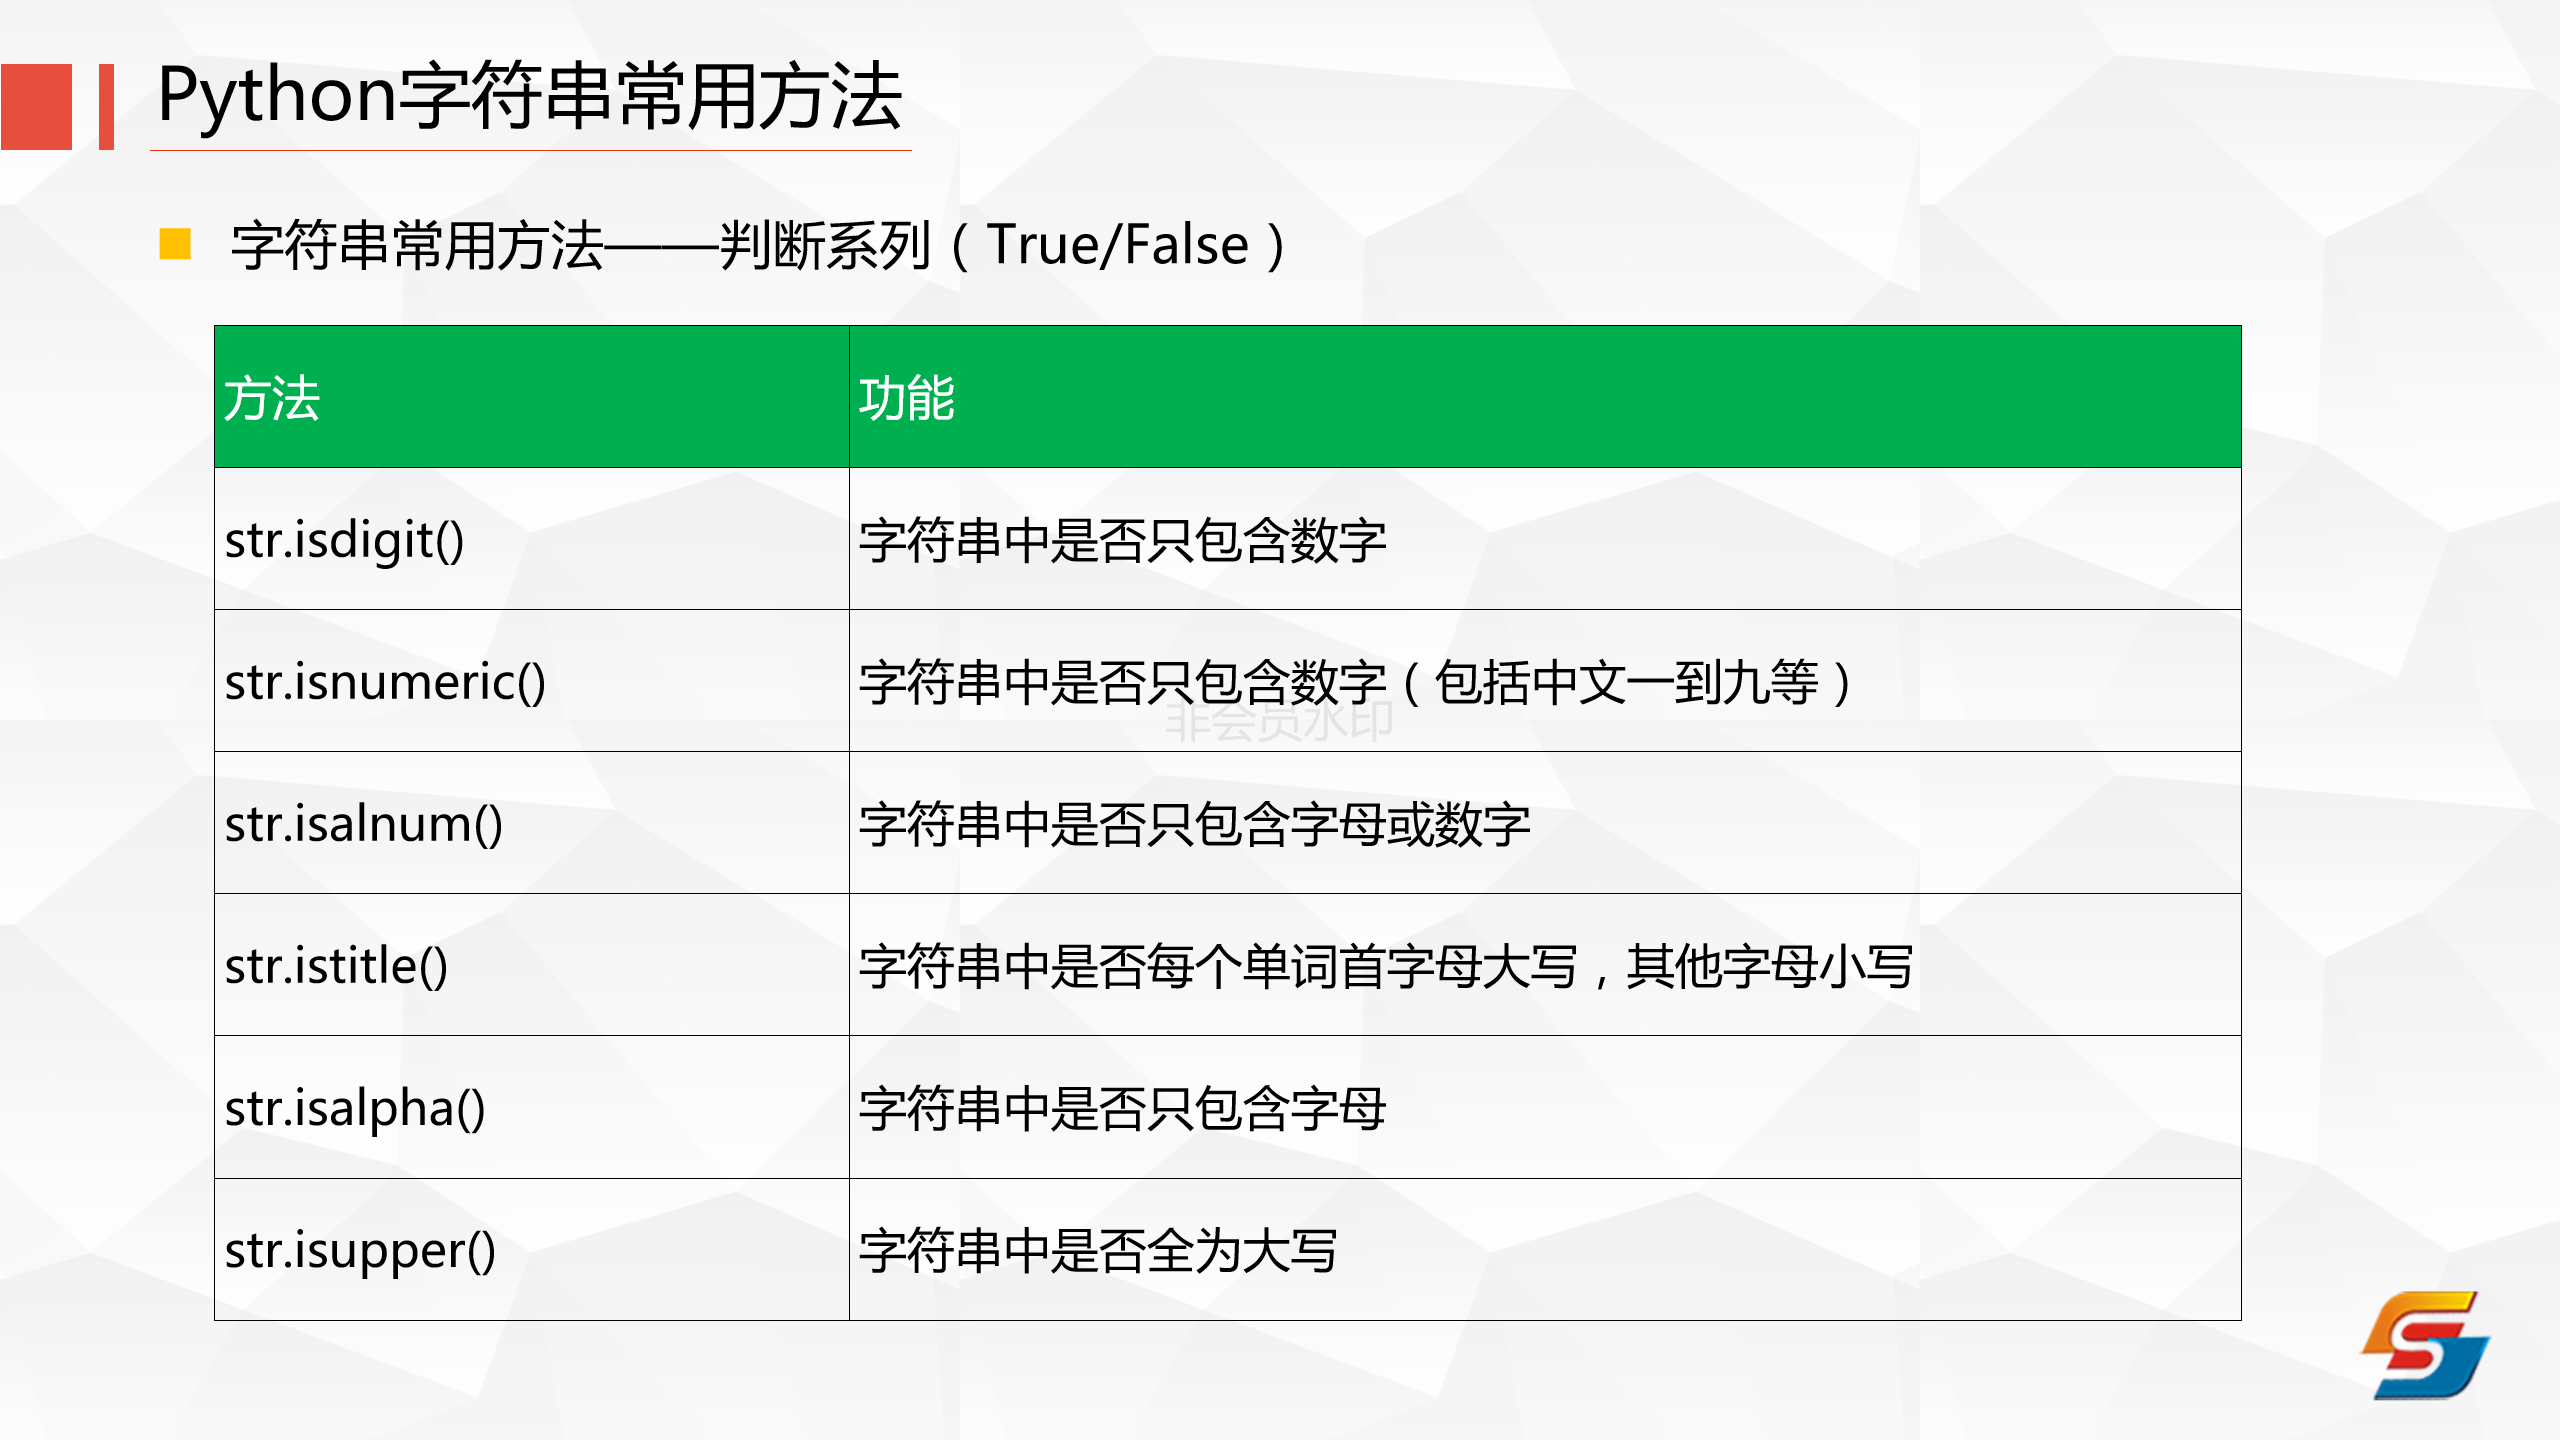 Python字符串常用方法
字符串常用方法——判断系列（True/False）
方法 功能
str.isdigit() 字符串中是否只包含数字
str.isnumeric() 字符串中是否只包含数字（包括中文一到九等）
非会员水印
str.isalnum() 字符串中是否只包含字母或数字
str.istitle() 字符串中是否每个单词首字母大写，其他字母小写
str.isalpha() 字符串中是否只包含字母
str.isupper() 字符串中是否全为大写